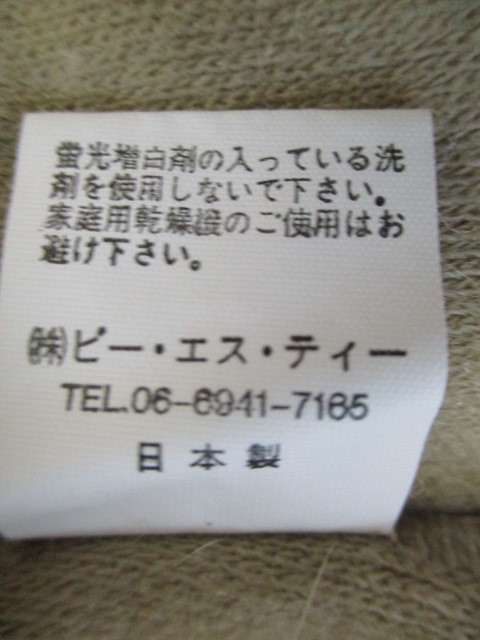 蛍光増白剤の入っている洗
剤を使用しないで下さい。
家庭用乾燥機のご使用はお
避け下さい。
㈱ピー・エス・ティー
TEL.06-6941-7165
日本製